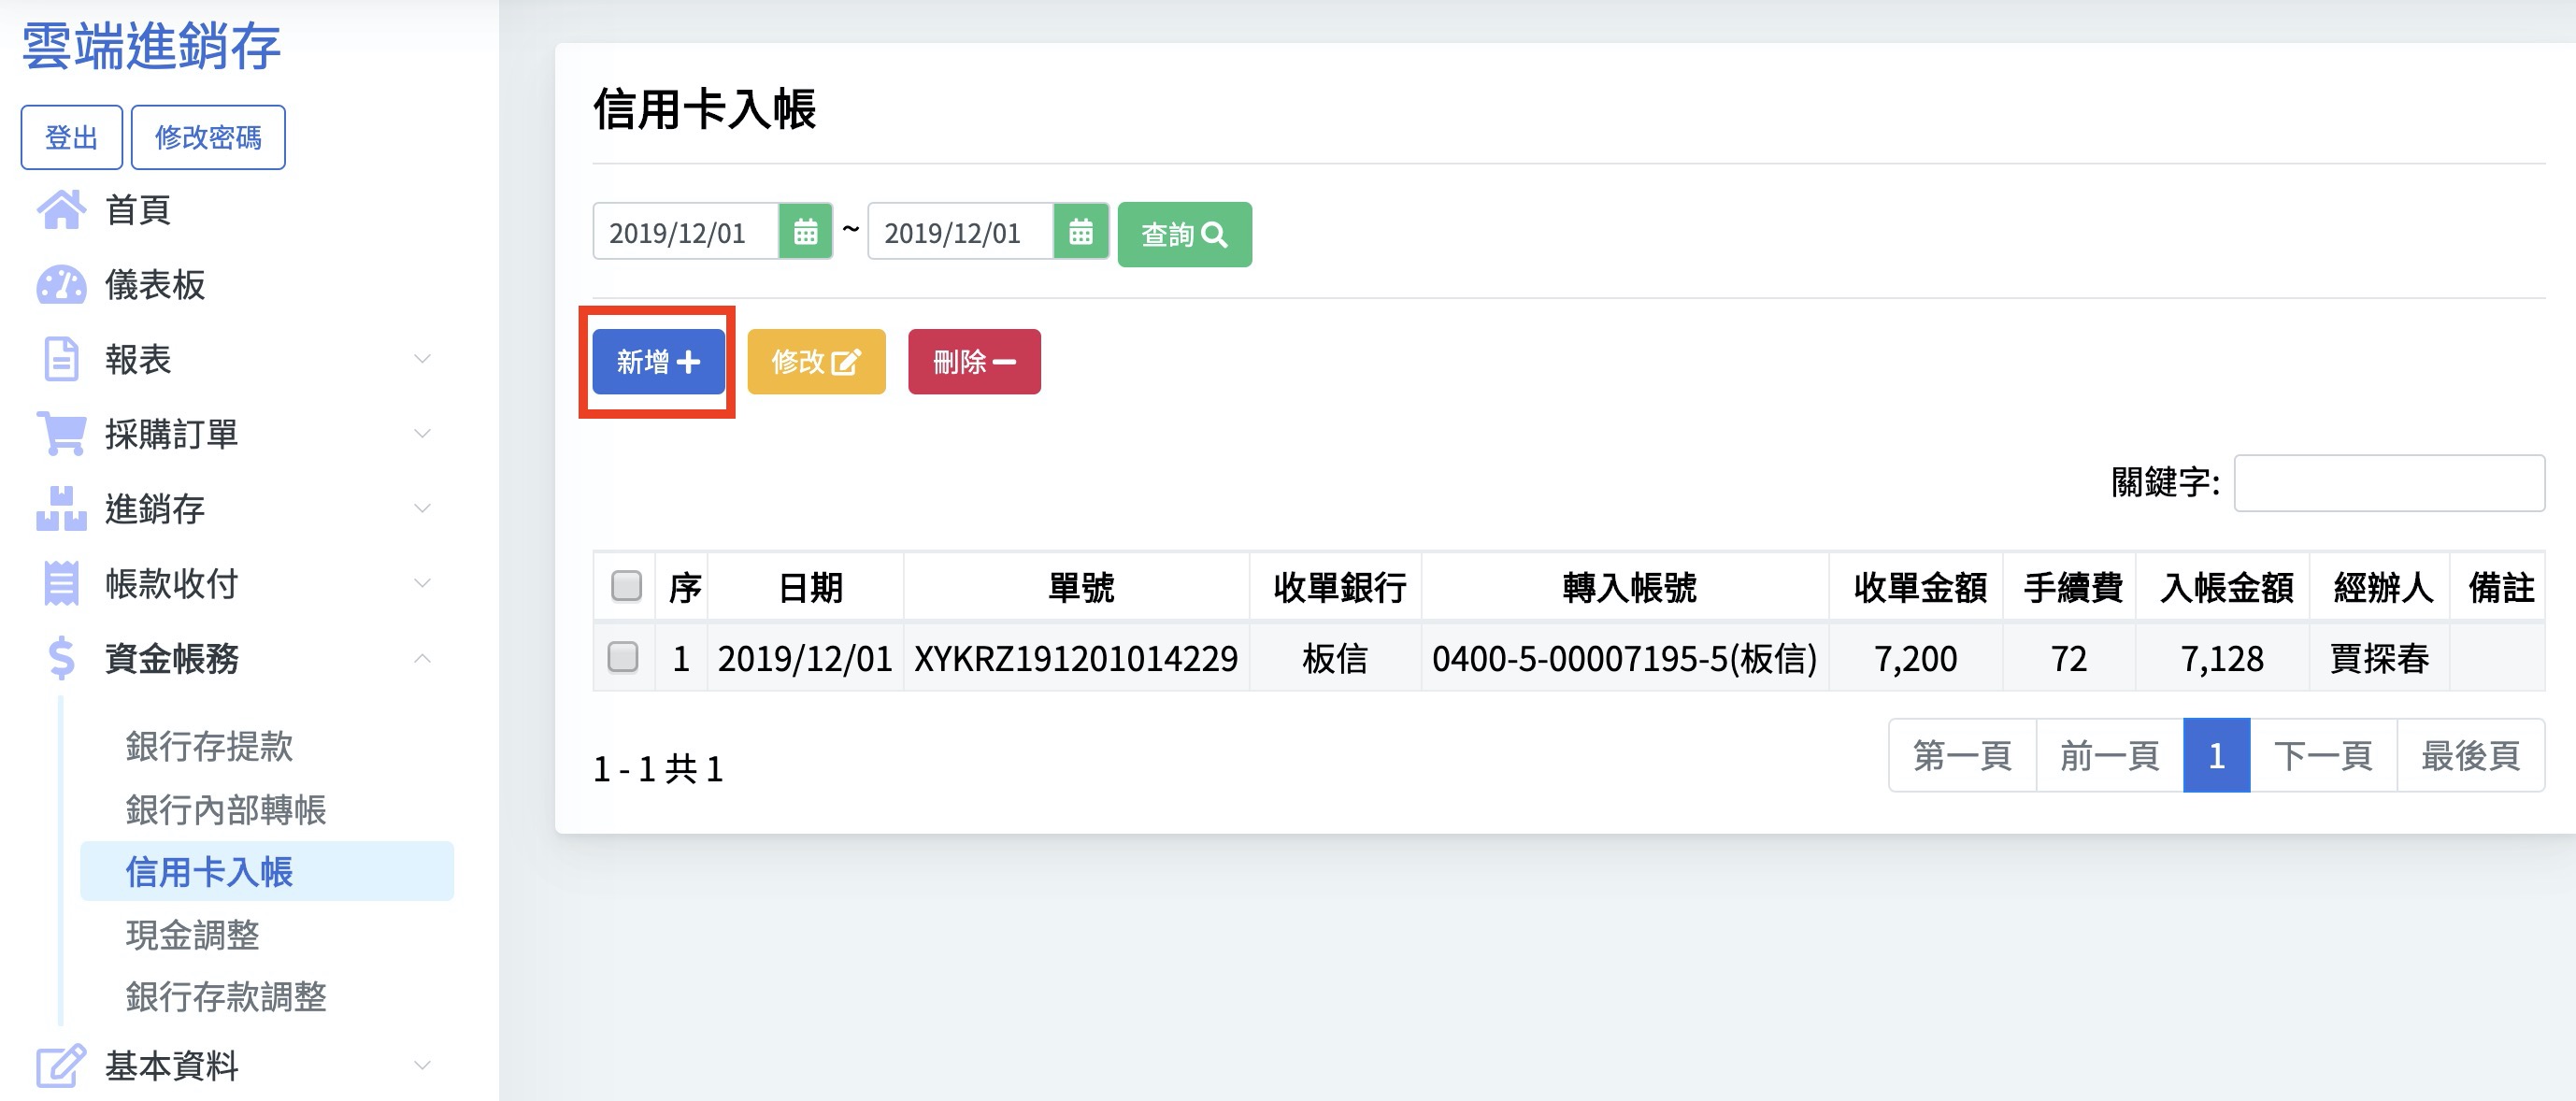 雲端進銷存
登出 修改密碼
首頁
儀表板
報表
採購訂單
進銷存
帳款收付
資金帳務
銀行存提款
銀行內部轉帳
信用卡入帳
現金調整
銀行存款調整
基本資料
信用卡入帳
2019/12/01 ~ 2019/12/01 查詢
新增 修改 刪除
關鍵字:
序 日期 單號 收單銀行 轉入帳號 收單金額 手續費 入帳金額 經辦人 備註
1 2019/12/01 XYKRZ191201014229 板信 0400-5-00007195-5(板信) 7,200 72 7,128 賈探春
1 - 1 共 1
第一頁 前一頁 1 下一頁 最後頁